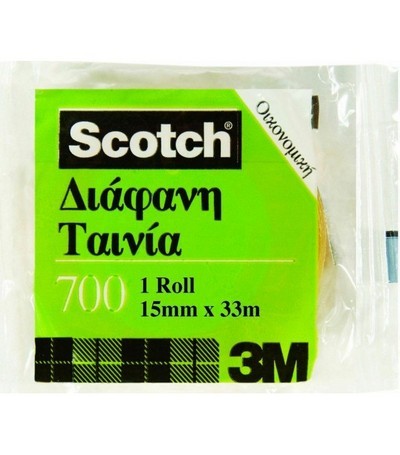 Scotch®
Οικονομική
Διάφανη
Ταινία
700
1 Roll
15mm x 33m
3M